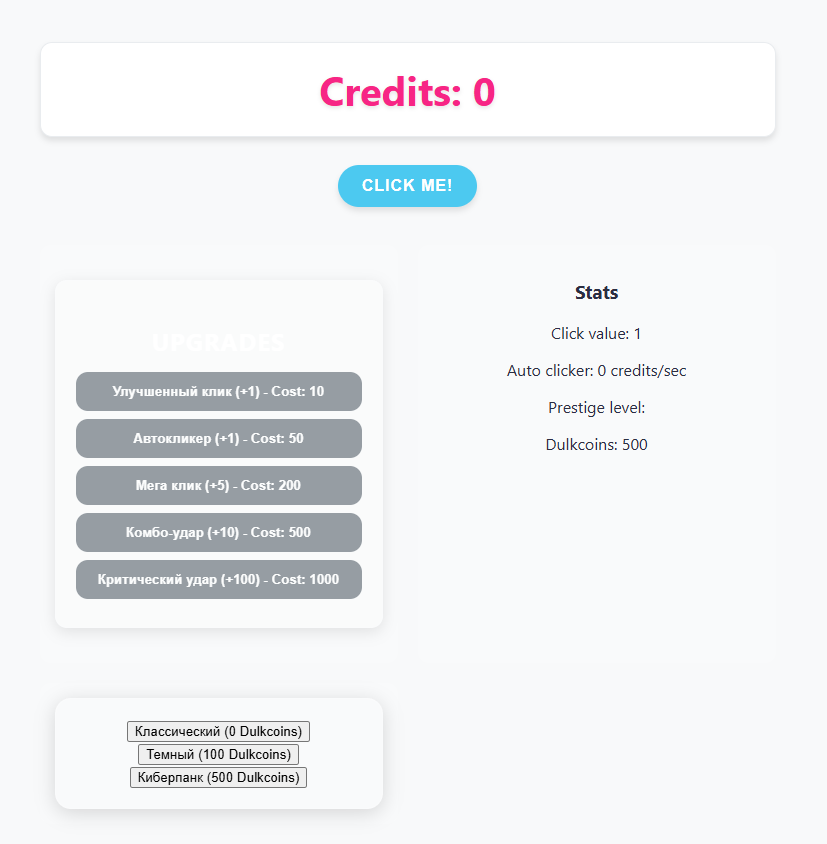 Credits: 0
CLICK ME!
UPGRADES
Улучшенный клик (+1) - Cost: 10
Автокликер (+1) - Cost: 50
Мега клик (+5) - Cost: 200
Комбо-удар (+10) - Cost: 500
Критический удар (+100) - Cost: 1000
Stats
Click value: 1
Auto clicker: 0 credits/sec
Prestige level:
Dulkcoins: 500
Классический (0 Dulkcoins)
Темный (100 Dulkcoins)
Киберпанк (500 Dulkcoins)